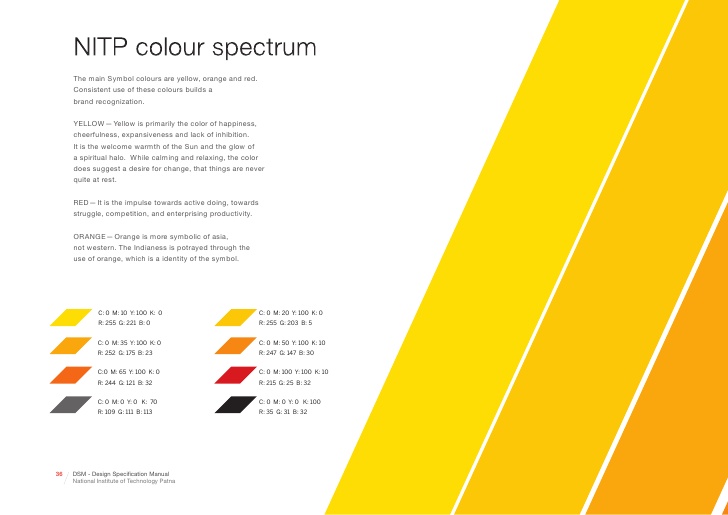 NITP colour spectrum
The main Symbol colours are yellow, orange and red.
Consistent use of these colours builds a
brand recognization.
YELLOW — Yellow is primarily the color of happiness,
cheerfulness, expansiveness and lack of inhibition.
It is the welcome warmth of the Sun and the glow of
a spiritual halo. While calming and relaxing, the color
does suggest a desire for change, that things are never
quite at rest.
RED — It is the impulse towards active doing, towards
struggle, competition, and enterprising productivity.
ORANGE — Orange is more symbolic of asia,
not western. The Indianess is potrayed through the
use of orange, which is a identity of the symbol.
C: 0 M: 10 Y: 100 K: 0
R: 255 G: 221 B: 0
C: 0 M: 20 Y: 100 K: 0
R: 255 G: 203 B: 5
C: 0 M: 35 Y: 100 K: 0
R: 252 G: 175 B: 23
C: 0 M: 50 Y: 100 K: 10
R: 247 G: 147 B: 30
C:0 M: 65 Y: 100 K: 0
R: 244 G: 121 B: 32
C: 0 M: 100 Y: 100 K: 10
R: 215 G: 25 B: 32
C: 0 M: 0 Y: 0 K: 70
R: 109 G: 111 B: 113
C: 0 M: 0 Y: 0 K: 100
R: 35 G: 31 B: 32
36 / DSM - Design Specification Manual
National Institute of Technology Patna